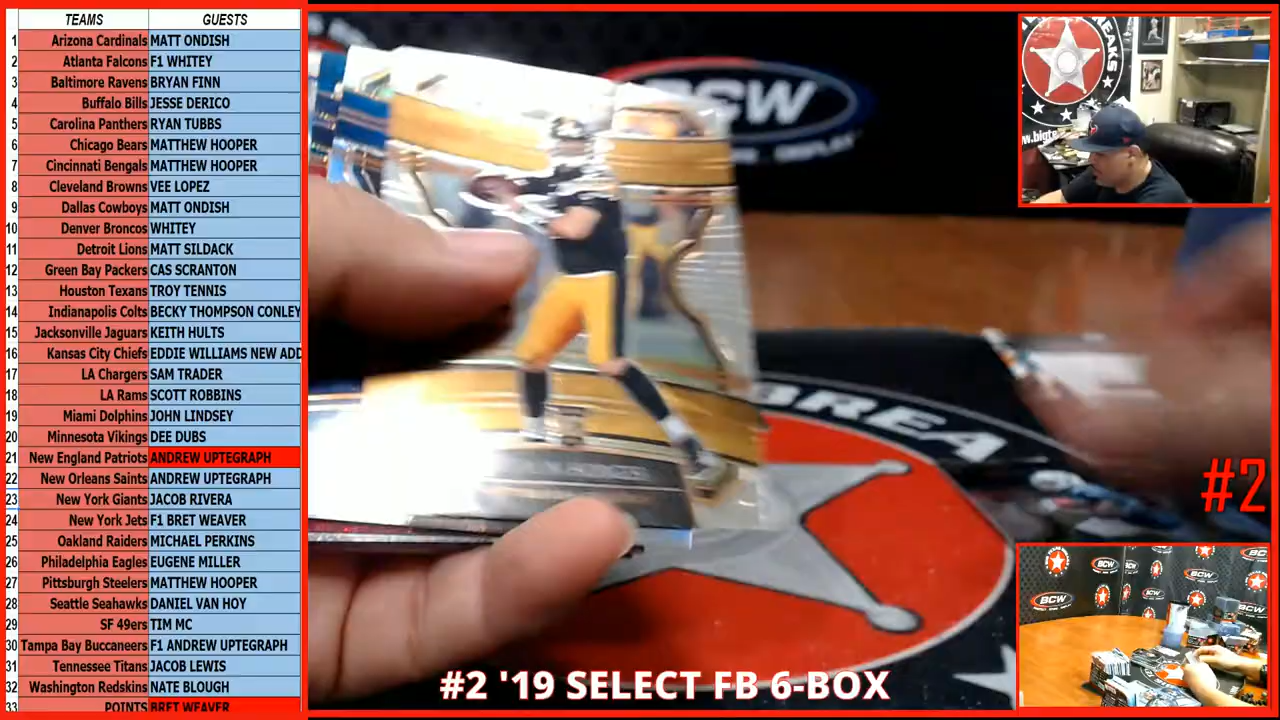 TEAMS GUESTS
1 Arizona Cardinals MATT ONDISH
2 Atlanta Falcons F1 WHITEY
3 Baltimore Ravens BRYAN FINN
4 Buffalo Bills JESSE DERICO
5 Carolina Panthers RYAN TUBBS
6 Chicago Bears MATTHEW HOOPER
7 Cincinnati Bengals MATTHEW HOOPER
8 Cleveland Browns VEE LOPEZ
9 Dallas Cowboys MATT ONDISH
10 Denver Broncos WHITEY
11 Detroit Lions MATT SILDACK
12 Green Bay Packers CAS SCRANTON
13 Houston Texans TROY TENNIS
14 Indianapolis Colts BECKY THOMPSON CONLEY
15 Jacksonville Jaguars KEITH HULTS
16 Kansas City Chiefs EDDIE WILLIAMS NEW ADD
17 LA Chargers SAM TRADER
18 LA Rams SCOTT ROBBINS
19 Miami Dolphins JOHN LINDSEY
20 Minnesota Vikings DEE DUBS
21 New England Patriots ANDREW UPTEGRAPH
22 New Orleans Saints ANDREW UPTEGRAPH
23 New York Giants JACOB RIVERA
24 New York Jets F1 BRET WEAVER
25 Oakland Raiders MICHAEL PERKINS
26 Philadelphia Eagles EUGENE MILLER
27 Pittsburgh Steelers MATTHEW HOOPER
28 Seattle Seahawks DANIEL VAN HOY
29 SF 49ers TIM MC
30 Tampa Bay Buccaneers F1 ANDREW UPTEGRAPH
31 Tennessee Titans JACOB LEWIS
32 Washington Redskins NATE BLOUGH
33 POINTS BRET WEAVER
BCW
BREA
EAKS
www.bigte
#2
BCW
BCW
#2 '19 SELECT FB 6-BOX